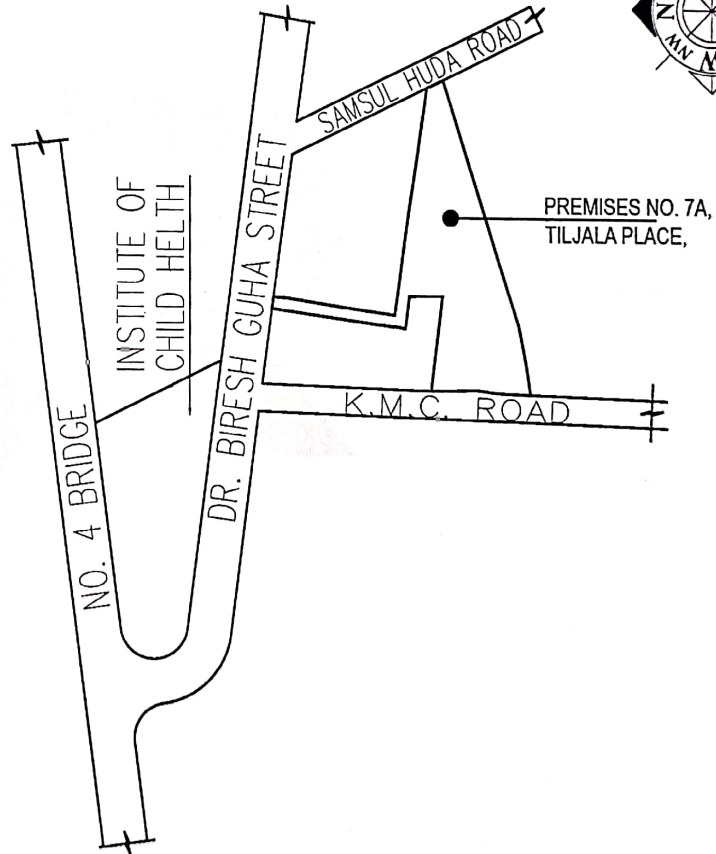 SAMSUL HUDA ROAD
N
NW
W
INSTITUTE OF
CHILD HELTH
DR. BIRESH GUHA STREET
PREMISES NO. 7A,
TILJALA PLACE,
NO. 4 BRIDGE
K.M.C. ROAD